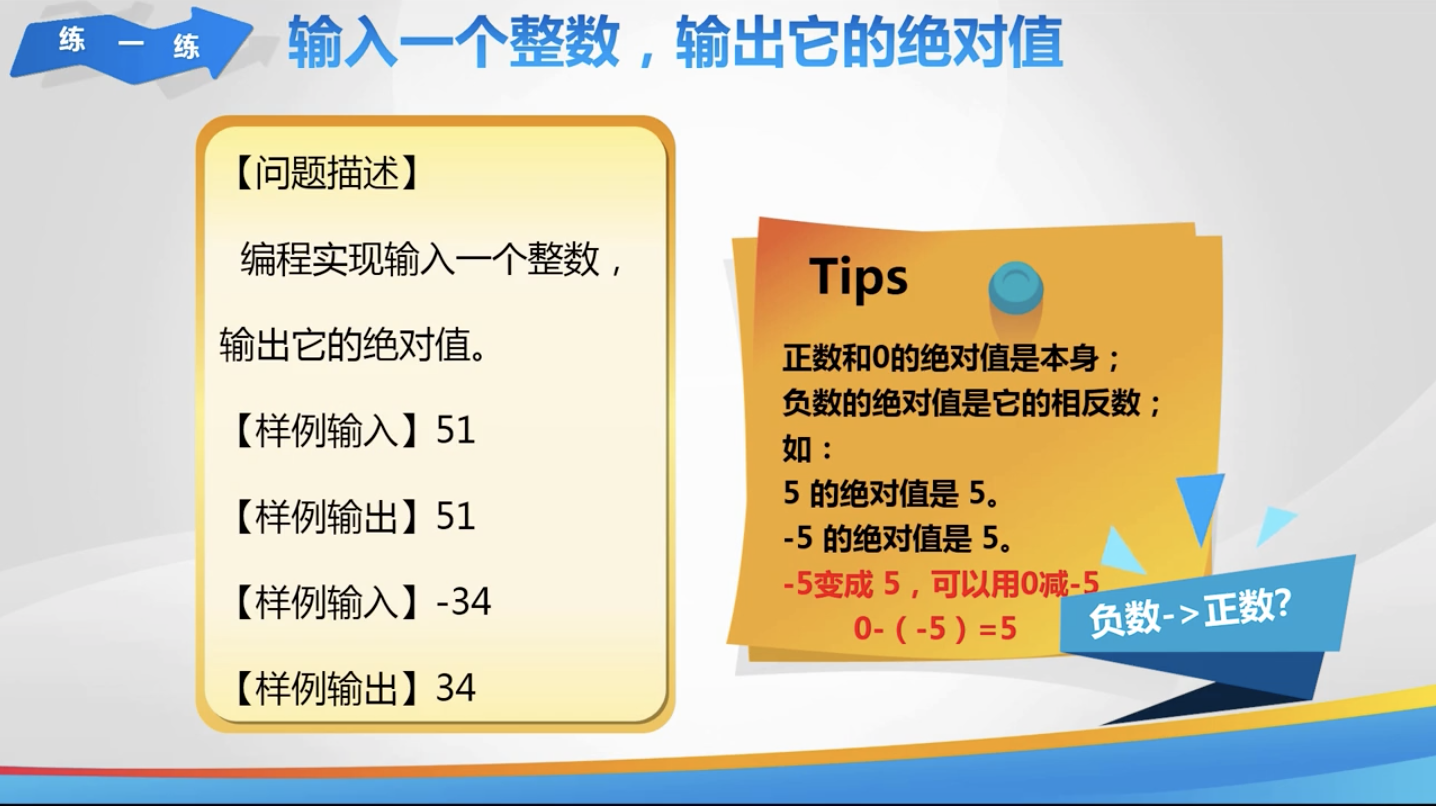 练一练
输入一个整数，输出它的绝对值
【问题描述】
编程实现输入一个整数，
输出它的绝对值。
【样例输入】51
【样例输出】51
【样例输入】-34
【样例输出】34
Tips
正数和0的绝对值是本身；
负数的绝对值是它的相反数；
如：
5 的绝对值是 5。
-5 的绝对值是 5。
-5变成 5，可以用0减-5
0-（-5）=5
负数->正数?